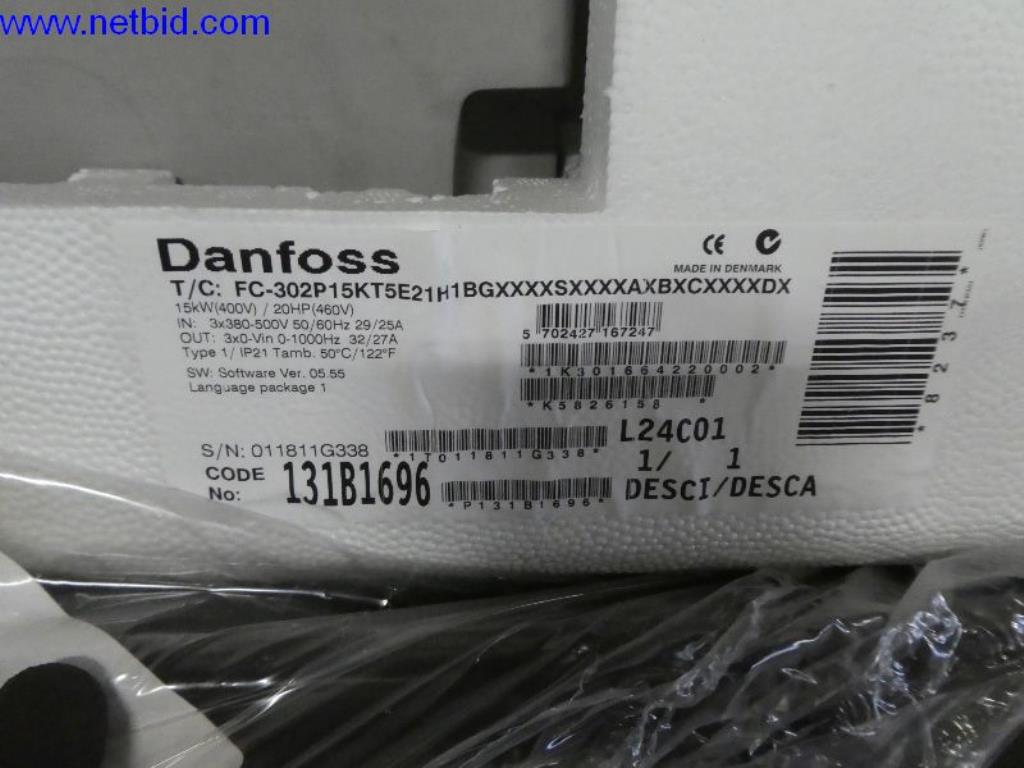 www.netbid.com
Danfoss
CE
MADE IN DENMARK
T/C: FC-302P15KT5E21H1BGXXXXSXXXXAXBXCXXXXDX
15kW(400V) / 20HP(460V)
IN: 3x380-500V 50/60Hz 29/25A
OUT: 3x0-Vin 0-1000Hz 32/27A
Type 1/ IP21 Tamb. 50°C/122°F
SW: Software Ver. 05.55
Language package 1
5 702427 167247
*1K301664220002*
*K5826158 *
S/N: 011811G338
*1T011811G338*
L24C01
1/ 1
CODE No: 131B1696
*P131B1696*
DESCI/DESCA